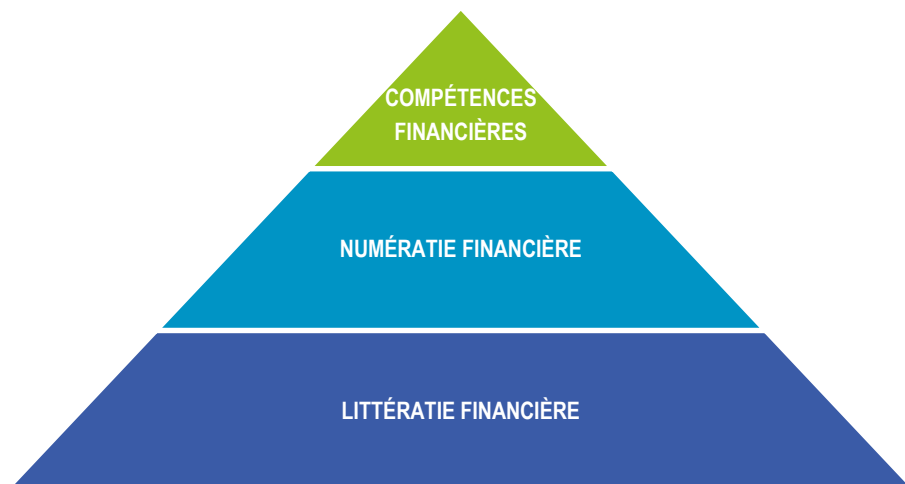 COMPÉTENCES
FINANCIÈRES
NUMÉRATIE FINANCIÈRE
LITTÉRATIE FINANCIÈRE